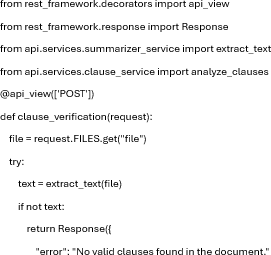 from rest_framework.decorators import api_view
from rest_framework.response import Response
from api.services.summarizer_service import extract_text
from api.services.clause_service import analyze_clauses
@api_view(['POST'])
def clause_verification(request):
file = request.FILES.get("file")
try:
text = extract_text(file)
if not text:
return Response({
"error": "No valid clauses found in the document."